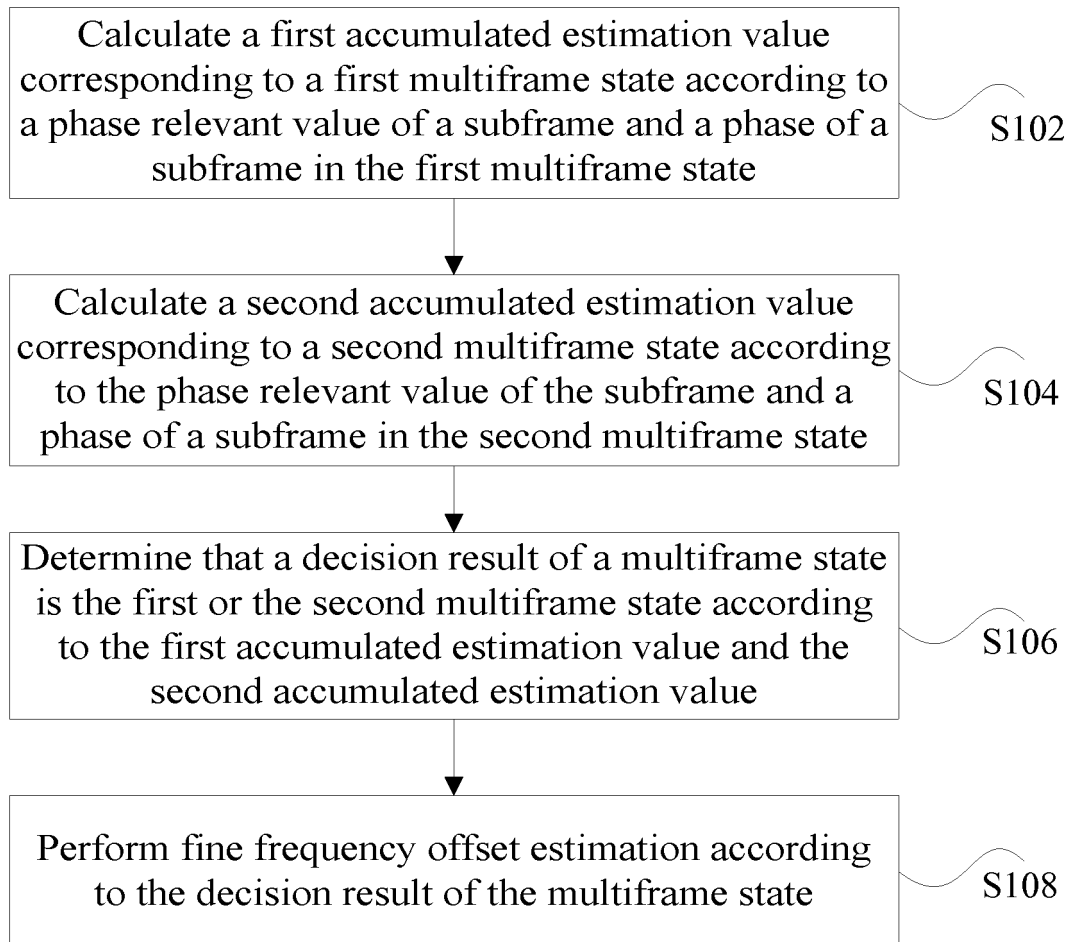 Calculate a first accumulated estimation value
corresponding to a first multiframe state according to
a phase relevant value of a subframe and a phase of a
subframe in the first multiframe state
S102
Calculate a second accumulated estimation value
corresponding to a second multiframe state according
to the phase relevant value of the subframe and a
phase of a subframe in the second multiframe state
S104
Determine that a decision result of a multiframe state
is the first or the second multiframe state according
to the first accumulated estimation value and the
second accumulated estimation value
S106
Perform fine frequency offset estimation according
to the decision result of the multiframe state
S108